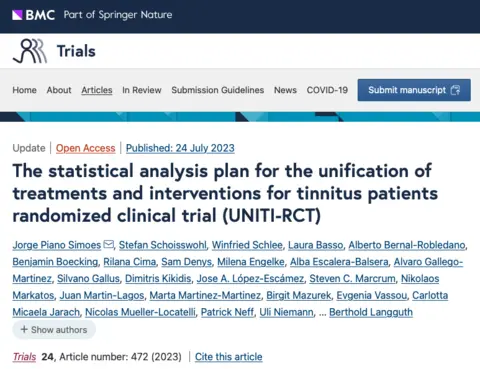 BMC Part of Springer Nature
Trials
Home About Articles In Review Submission Guidelines News COVID-19 Submit manuscript
Update | Open Access | Published: 24 July 2023
The statistical analysis plan for the unification of
treatments and interventions for tinnitus patients
randomized clinical trial (UNITI-RCT)
Jorge Piano Simoes, Stefan Schoisswohl, Winfried Schlee, Laura Basso, Alberto Bernal-Robledano,
Benjamin Boecking, Rilana Cima, Sam Denys, Milena Engelke, Alba Escalera-Balsera, Alvaro Gallego-
Martinez, Silvano Gallus, Dimitris Kikidis, Jose A. López-Escámez, Steven C. Marcrum, Nikolaos
Markatos, Juan Martin-Lagos, Marta Martinez-Martinez, Birgit Mazurek, Evgenia Vassou, Carlotta
Micaela Jarach, Nicolas Mueller-Locatelli, Patrick Neff, Uli Niemann, ... Berthold Langguth
+ Show authors
Trials 24, Article number: 472 (2023) | Cite this article